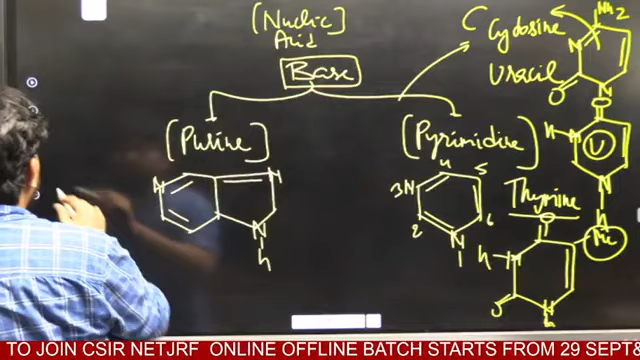 (Nuclic
Acid)
Base
(Purine)
(Pyrimidine)
Cytosine
Uracil
Thymine
NH2
N
N
O
N
N
N
H
4
3N
5
2
6
N
1
H
N
U
N
H
Me
O
H
N
N
H
TO JOIN CSIR NETJRF ONLINE OFFLINE BATCH STARTS FROM 29 SEPT&